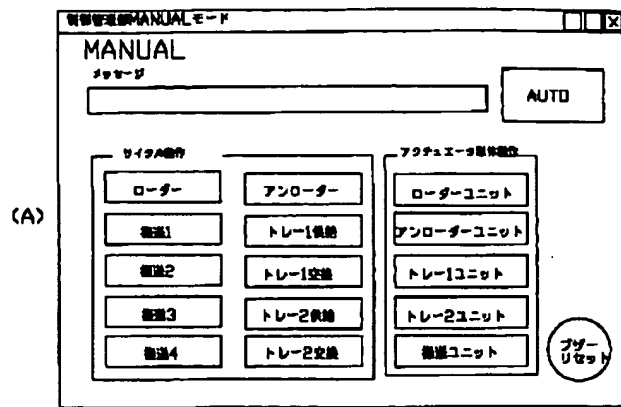 制御管理部MANUALモード
MANUAL
メッセージ
AUTO
サイクル動作
アクチュエータ単体動作
(A)
ローダー
アンローダー
ローダーユニット
搬送1
トレー1供給
アンローダーユニット
搬送2
トレー1交換
トレー1ユニット
搬送3
トレー2供給
トレー2ユニット
搬送4
トレー2交換
搬送ユニット
ブザー
リセット